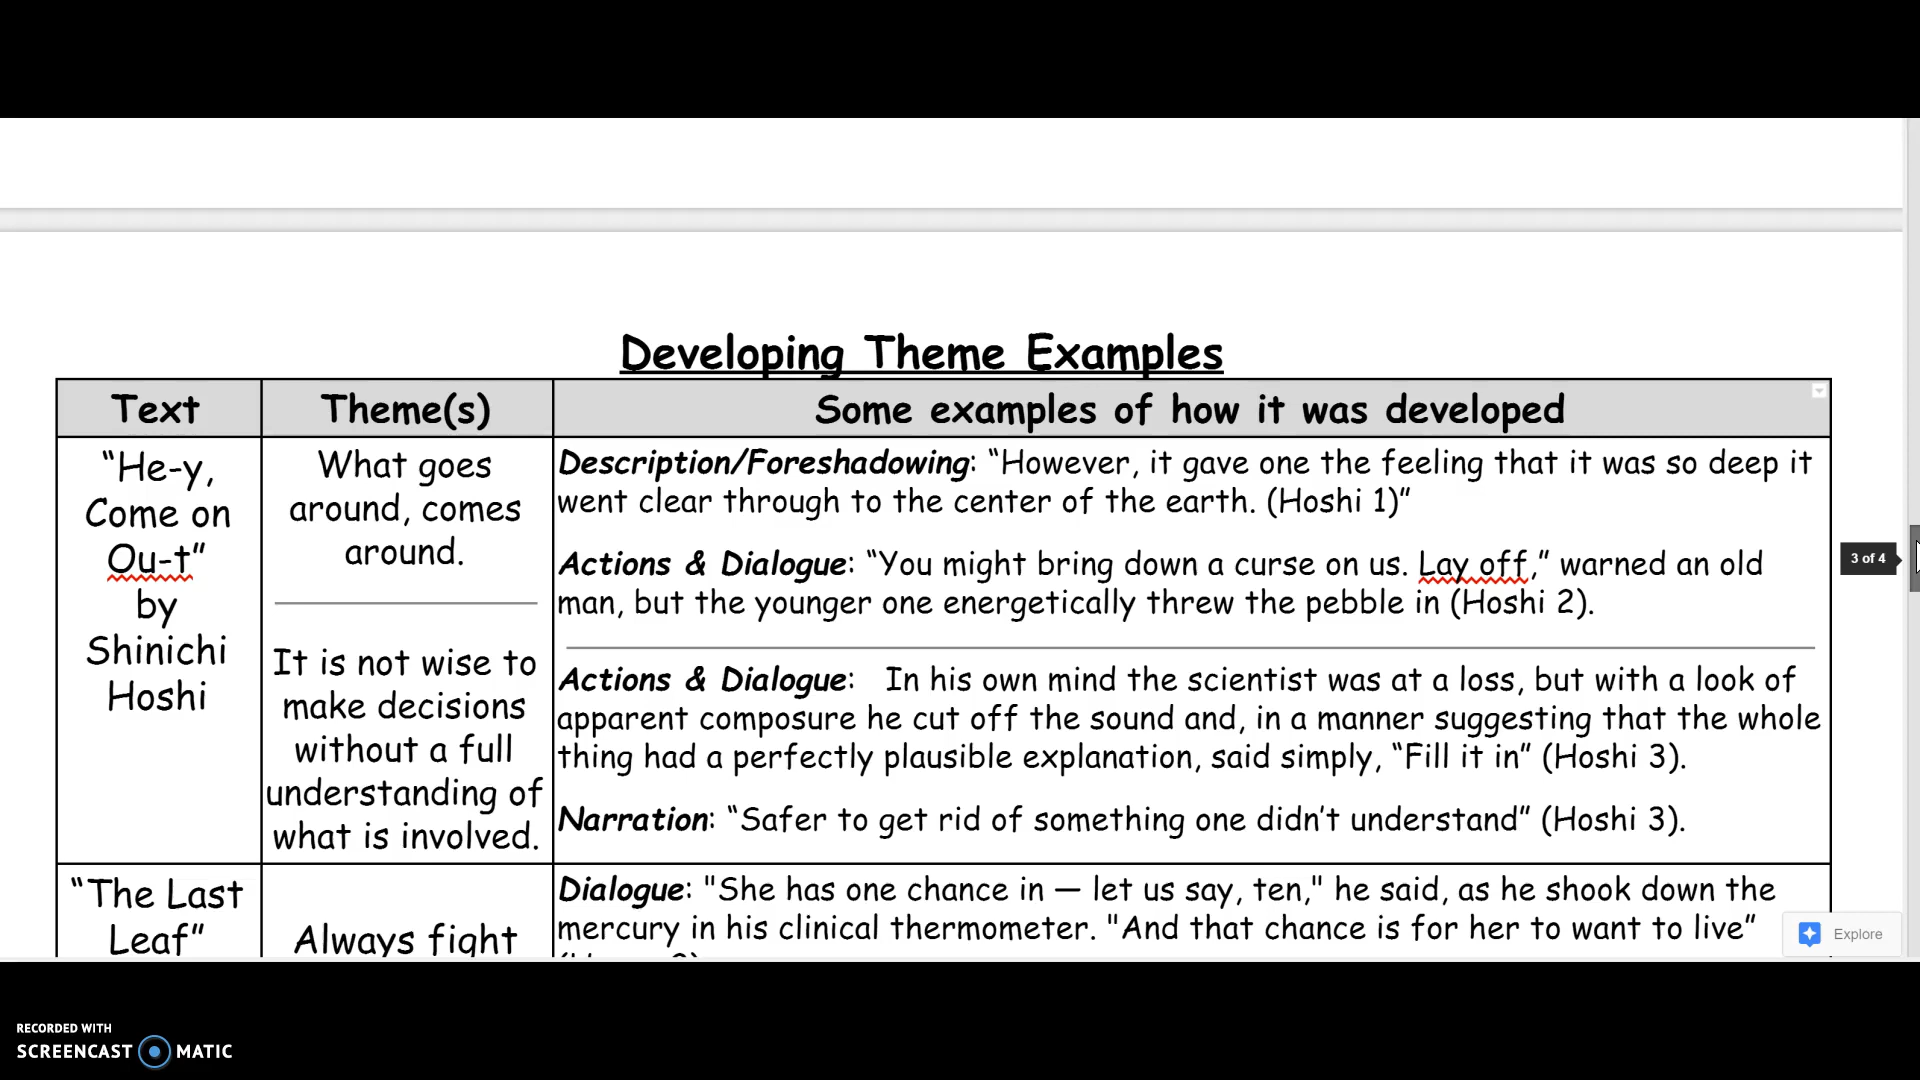 Developing Theme Examples
Text
Theme(s)
Some examples of how it was developed
“He-y,
Come on
Ou-t”
by
Shinichi
Hoshi
What goes
around, comes
around.
It is not wise to
make decisions
without a full
understanding of
what is involved.
Description/Foreshadowing: “However, it gave one the feeling that it was so deep it
went clear through to the center of the earth. (Hoshi 1)”
Actions & Dialogue: “You might bring down a curse on us. Lay off,” warned an old
man, but the younger one energetically threw the pebble in (Hoshi 2).
Actions & Dialogue: In his own mind the scientist was at a loss, but with a look of
apparent composure he cut off the sound and, in a manner suggesting that the whole
thing had a perfectly plausible explanation, said simply, “Fill it in” (Hoshi 3).
Narration: “Safer to get rid of something one didn’t understand” (Hoshi 3).
“The Last
Leaf”
Always fight
Dialogue: "She has one chance in — let us say, ten," he said, as he shook down the
mercury in his clinical thermometer. "And that chance is for her to want to live”
3 of 4
Explore
RECORDED WITH
SCREENCAST MATIC